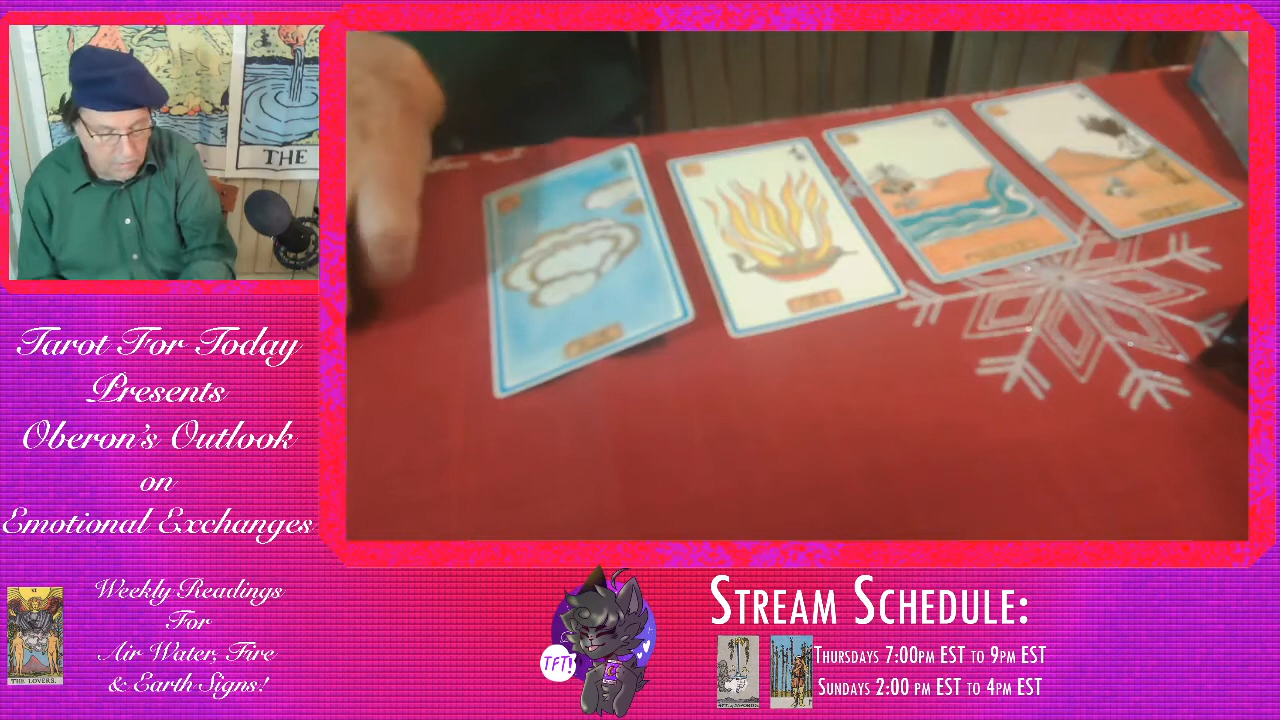 THE
Tarot For Today
Presents
Oberon's Outlook
on
Emotional Exchanges
Weekly Readings
For
Air Water, Fire
& Earth Signs!
VI
THE LOVERS.
TFT!
STREAM SCHEDULE:
THURSDAYS 7:00PM EST TO 9PM EST
SUNDAYS 2:00 PM EST TO 4PM EST